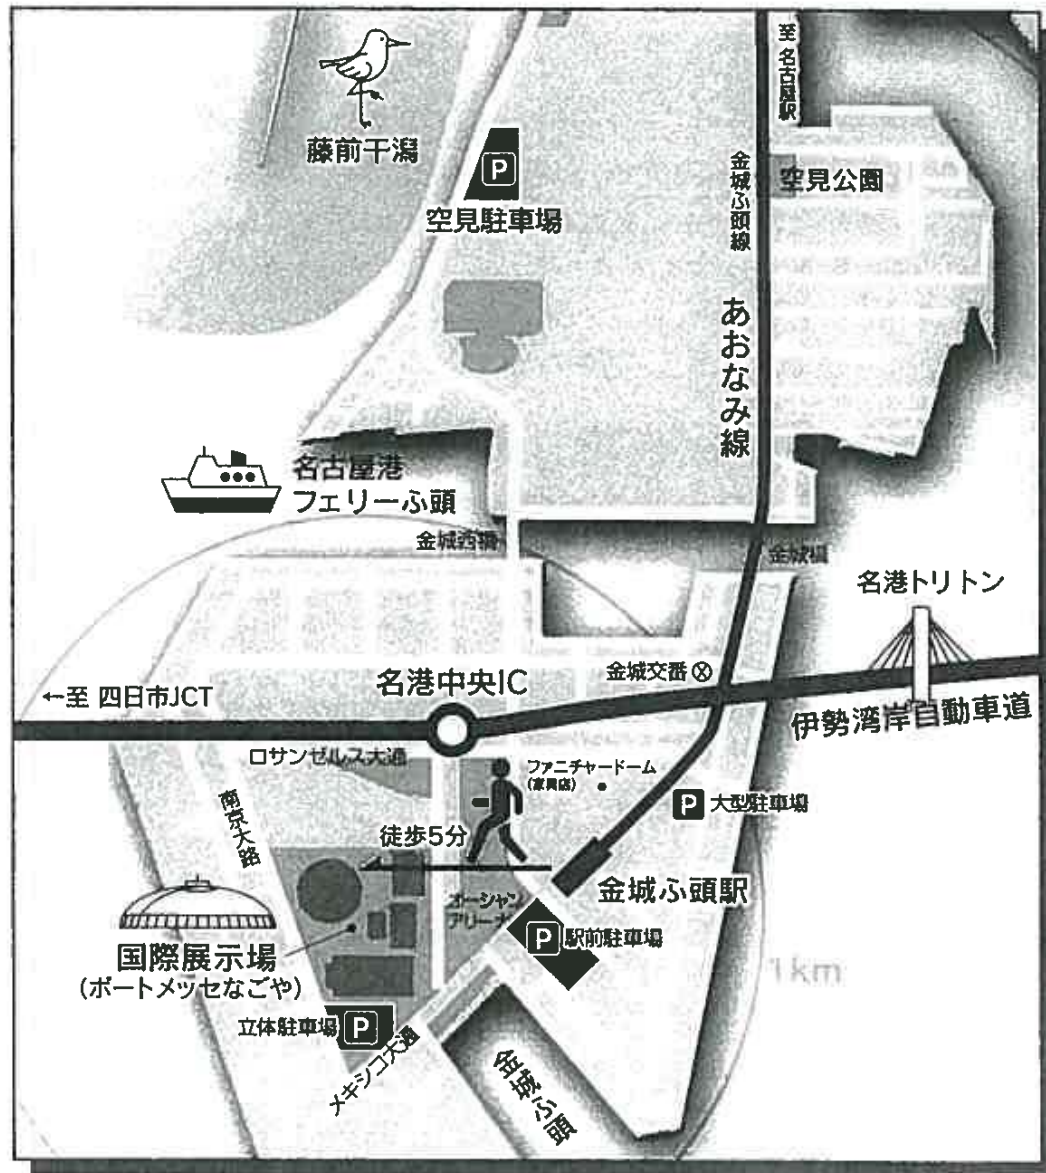 至 名古屋駅
藤前干潟
P
空見駐車場
金城ふ頭線
空見公園
あおなみ線
名古屋港
フェリーふ頭
金城西橋
金城橋
名港トリトン
金城交番
←至 四日市JCT
名港中央IC
伊勢湾岸自動車道
ロサンゼルス大通
ファニチャードーム
(家具店)
南京大路
P 大型駐車場
徒歩5分
金城ふ頭駅
オーシャン
アリーナ
P 駅前駐車場
国際展示場
(ポートメッセなごや)
1km
立体駐車場 P
メキシコ大通
金城ふ頭